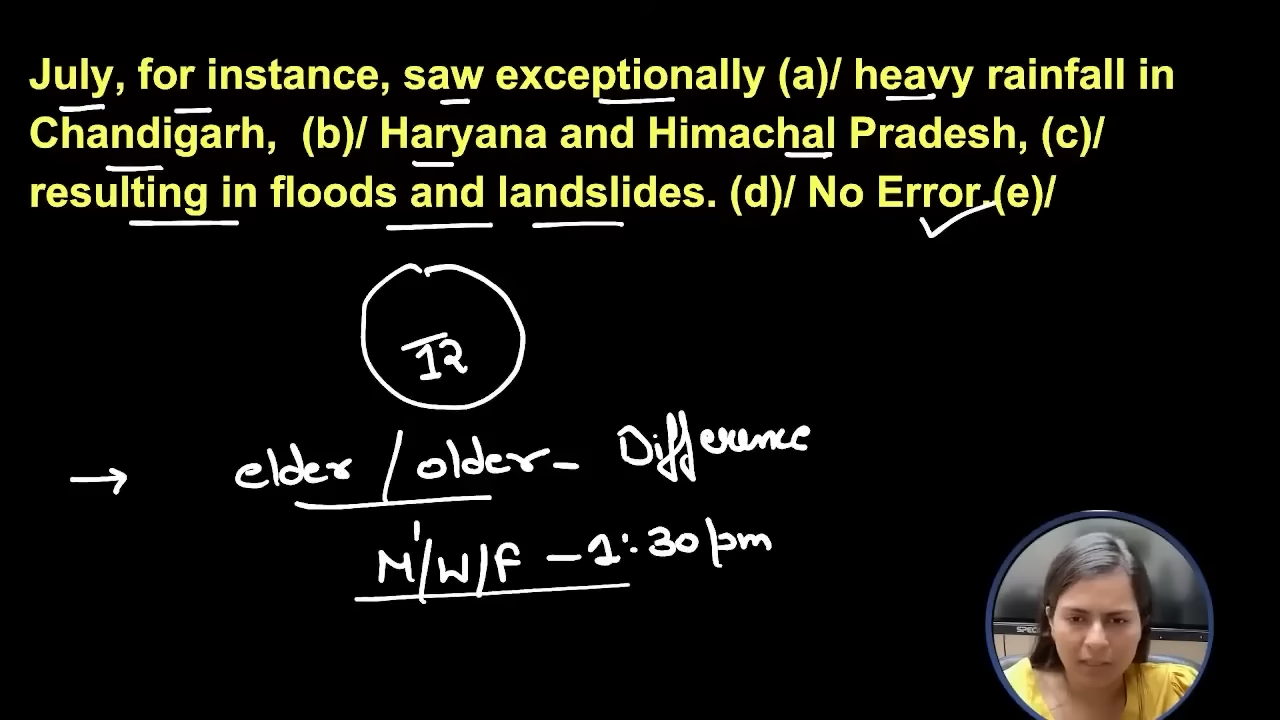 July, for instance, saw exceptionally (a)/ heavy rainfall in
Chandigarh, (b)/ Haryana and Himachal Pradesh, (c)/
resulting in floods and landslides. (d)/ No Error.(e)/
12
→ elder / older - Difference
M/W/F - 1:30 pm
SPEC